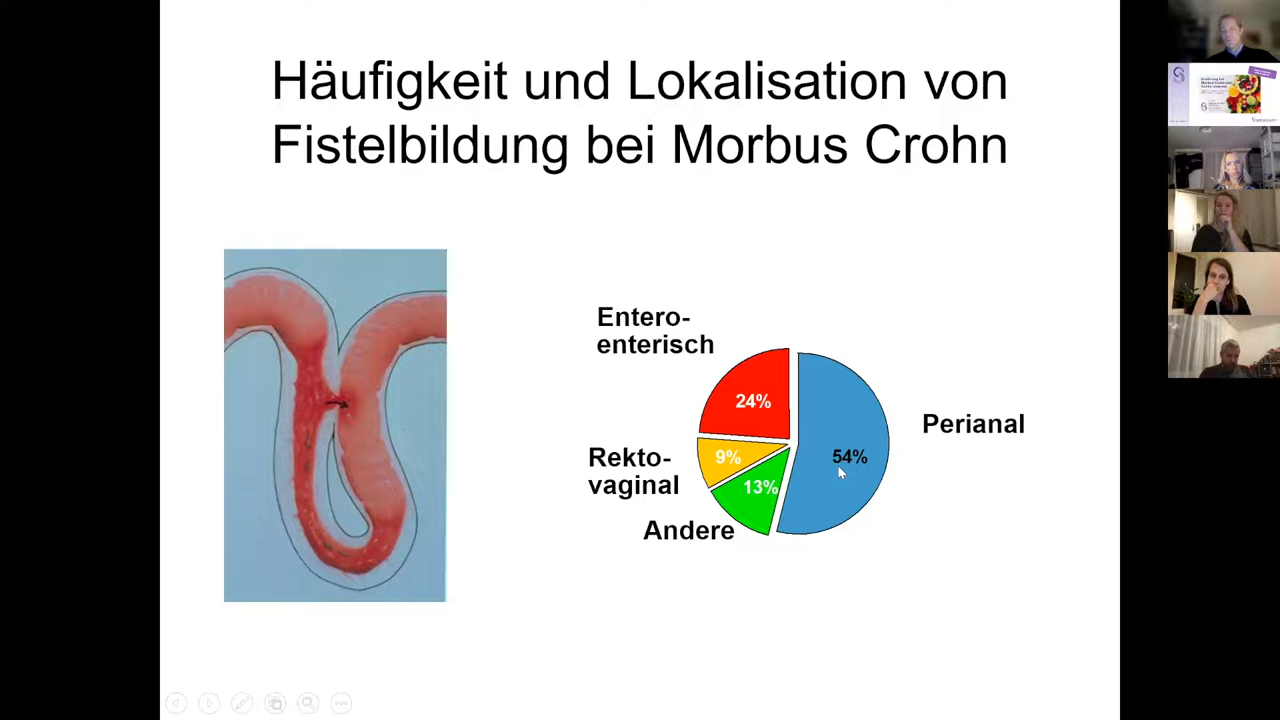 Häufigkeit und Lokalisation von
Fistelbildung bei Morbus Crohn
Entero-
enterisch
24%
Perianal
54%
Rekto-
vaginal
9%
13%
Andere